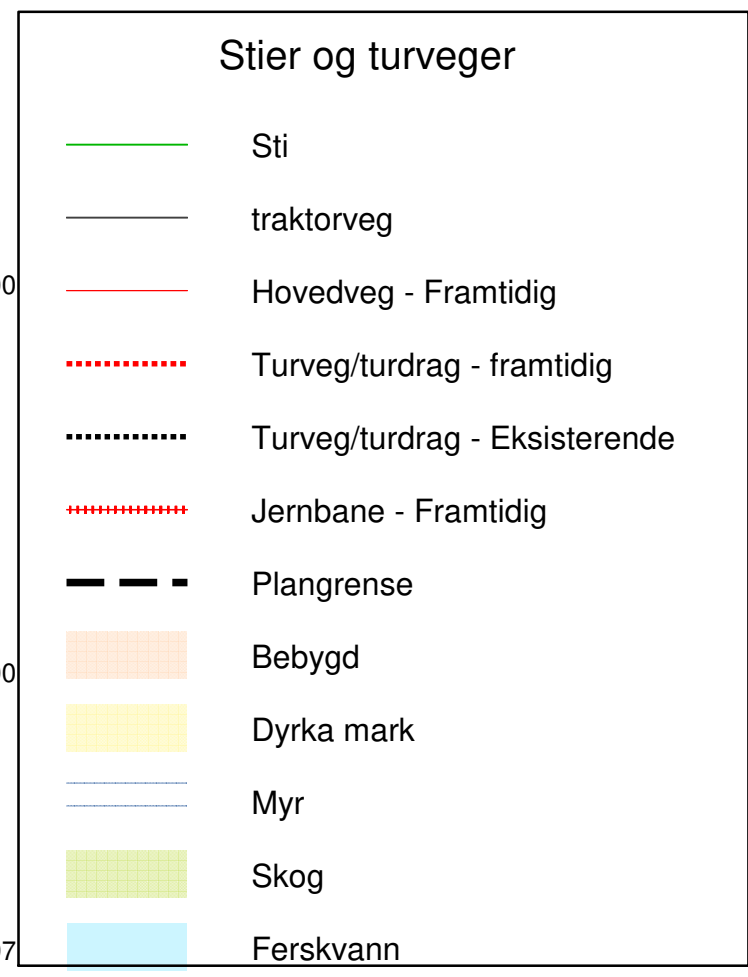 Stier og turveger
Sti
traktorveg
Hovedveg - Framtidig
Turveg/turdrag - framtidig
Turveg/turdrag - Eksisterende
Jernbane - Framtidig
Plangrense
Bebygd
Dyrka mark
Myr
Skog
Ferskvann